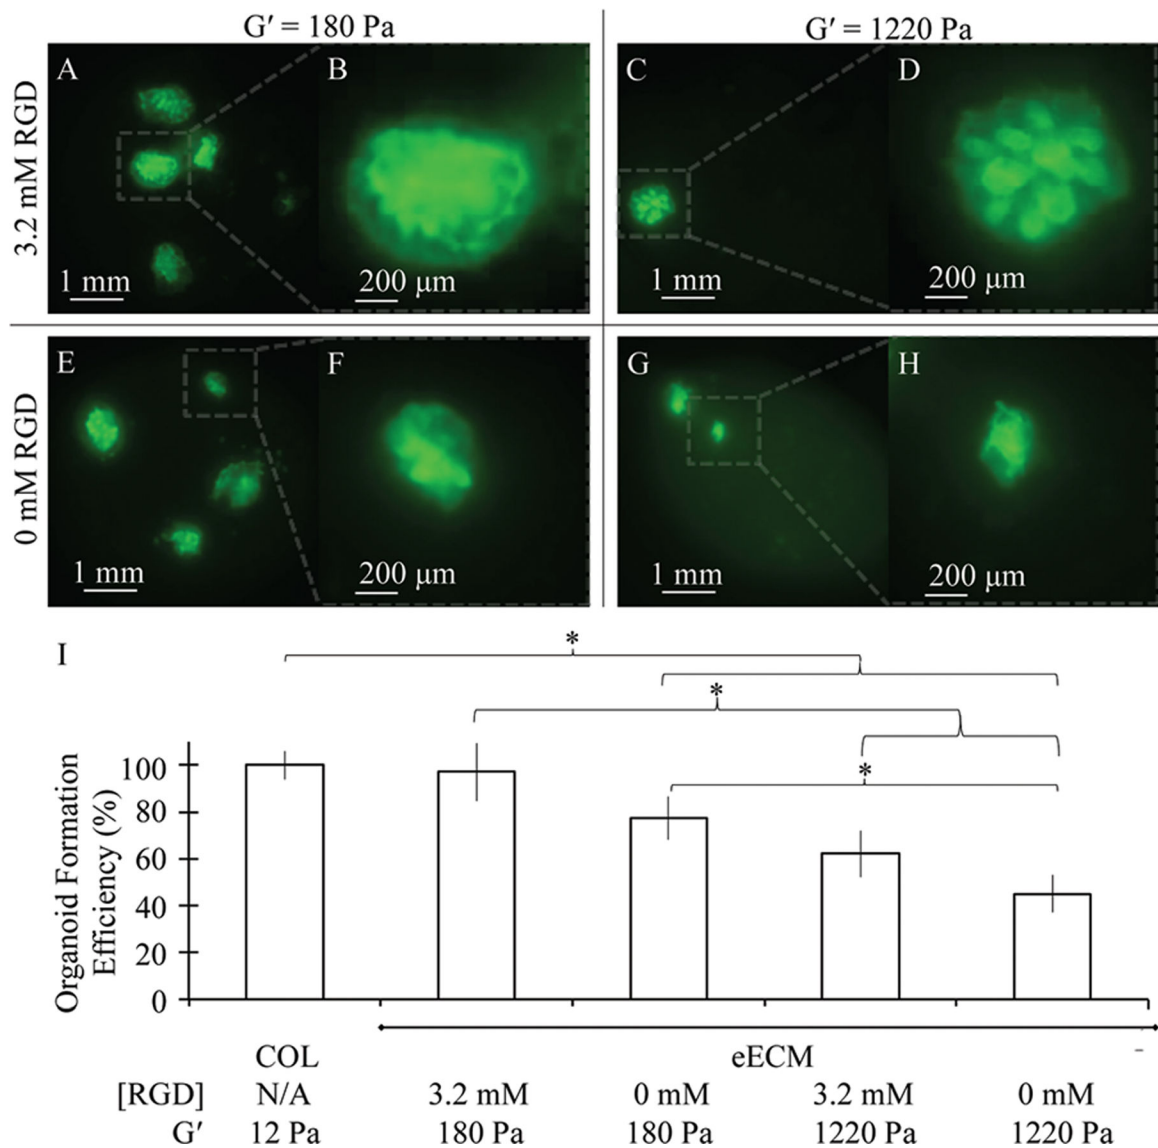 G′ = 180 Pa
G′ = 1220 Pa
3.2 mM RGD
A
B
C
D
1 mm
200 μm
1 mm
200 μm
0 mM RGD
E
F
G
H
1 mm
200 μm
1 mm
200 μm
I
*
*
*
Organoid Formation
Efficiency (%)
100
80
60
40
20
0
COL
eECM
[RGD] N/A 3.2 mM 0 mM 3.2 mM 0 mM
G′ 12 Pa 180 Pa 180 Pa 1220 Pa 1220 Pa